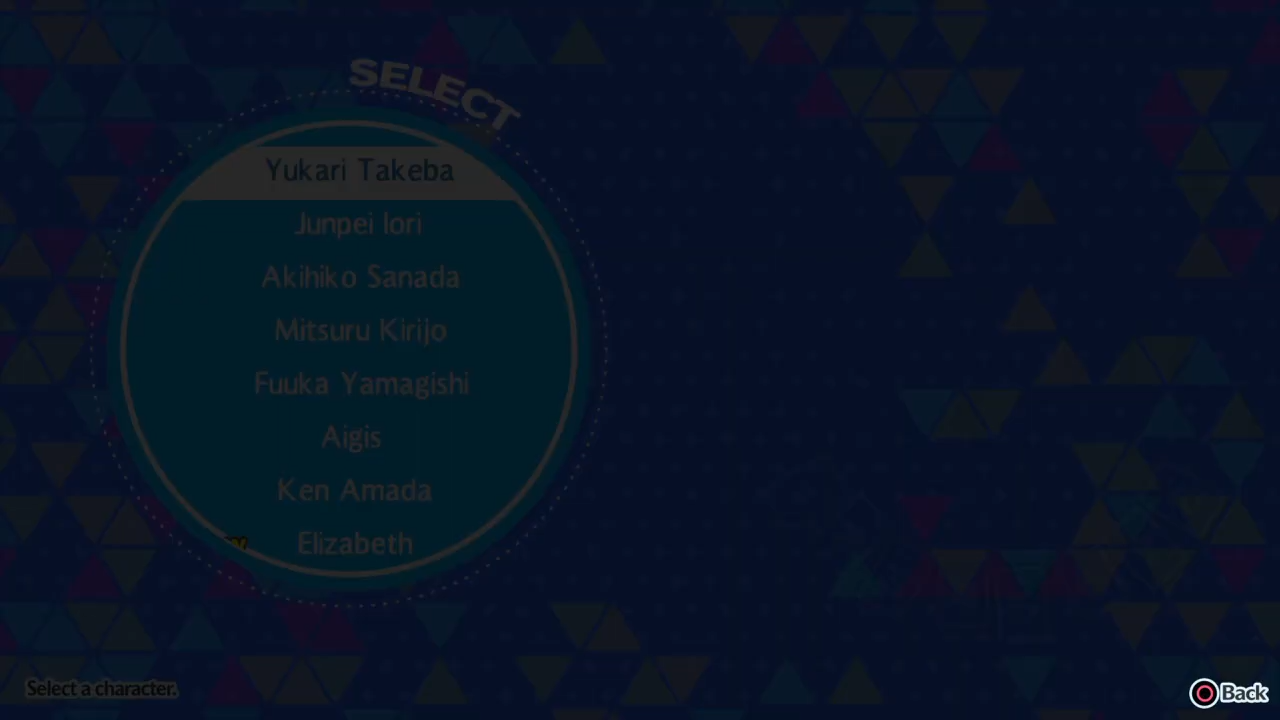 SELECT
Yukari Takeba
Junpei Iori
Akihiko Sanada
Mitsuru Kirijo
Fuuka Yamagishi
Aigis
Ken Amada
Elizabeth
Select a character.
Back